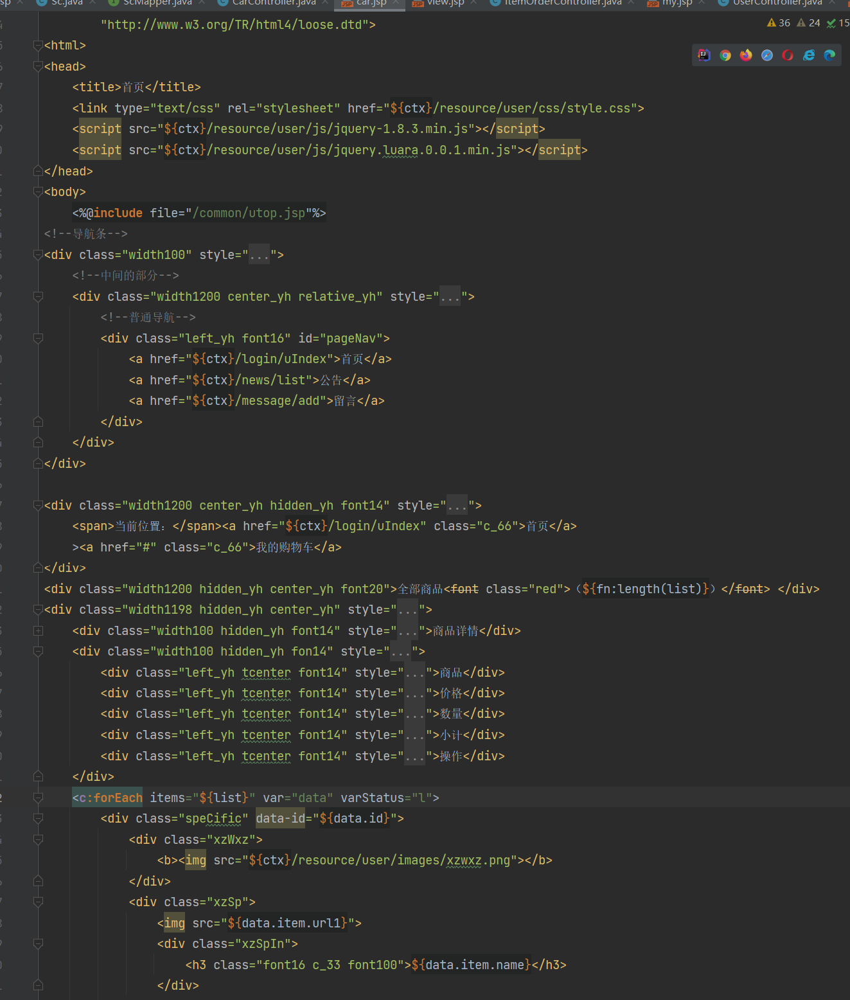 Sc.java
ScMapper.java
CarController.java
car.jsp
view.jsp
ItemOrderController.java
my.jsp
UserController.java
36 24 15
"http://www.w3.org/TR/html4/loose.dtd">
<html>
<head>
<title>首页</title>
<link type="text/css" rel="stylesheet" href="${ctx}/resource/user/css/style.css">
<script src="${ctx}/resource/user/js/jquery-1.8.3.min.js"></script>
<script src="${ctx}/resource/user/js/jquery.luara.0.0.1.min.js"></script>
</head>
<body>
<%@include file="/common/utop.jsp"%>
<!--导航条-->
<div class="width100" style="...">
<!--中间的部分-->
<div class="width1200 center_yh relative_yh" style="...">
<!--普通导航-->
<div class="left_yh font16" id="pageNav">
<a href="${ctx}/login/uIndex">首页</a>
<a href="${ctx}/news/list">公告</a>
<a href="${ctx}/message/add">留言</a>
</div>
</div>
</div>
<div class="width1200 center_yh hidden_yh font14" style="...">
<span>当前位置：</span><a href="${ctx}/login/uIndex" class="c_66">首页</a>
><a href="#" class="c_66">我的购物车</a>
</div>
<div class="width1200 hidden_yh center_yh font20">全部商品<font class="red">（${fn:length(list)}）</font> </div>
<div class="width1198 hidden_yh center_yh" style="...">
<div class="width100 hidden_yh font14" style="...">商品详情</div>
<div class="width100 hidden_yh fon14" style="...">
<div class="left_yh tcenter font14" style="...">商品</div>
<div class="left_yh tcenter font14" style="...">价格</div>
<div class="left_yh tcenter font14" style="...">数量</div>
<div class="left_yh tcenter font14" style="...">小计</div>
<div class="left_yh tcenter font14" style="...">操作</div>
</div>
<c:forEach items="${list}" var="data" varStatus="l">
<div class="speCific" data-id="${data.id}">
<div class="xzWxz">
<b><img src="${ctx}/resource/user/images/xzwxz.png"></b>
</div>
<div class="xzSp">
<img src="${data.item.url1}">
<div class="xzSpIn">
<h3 class="font16 c_33 font100">${data.item.name}</h3>
</div>